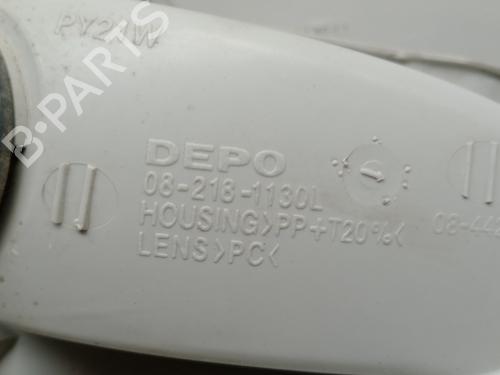 PY21W
DEPO
08-218-1130L
HOUSING>PP+T20%<
LENS>PC<
B-PARTS